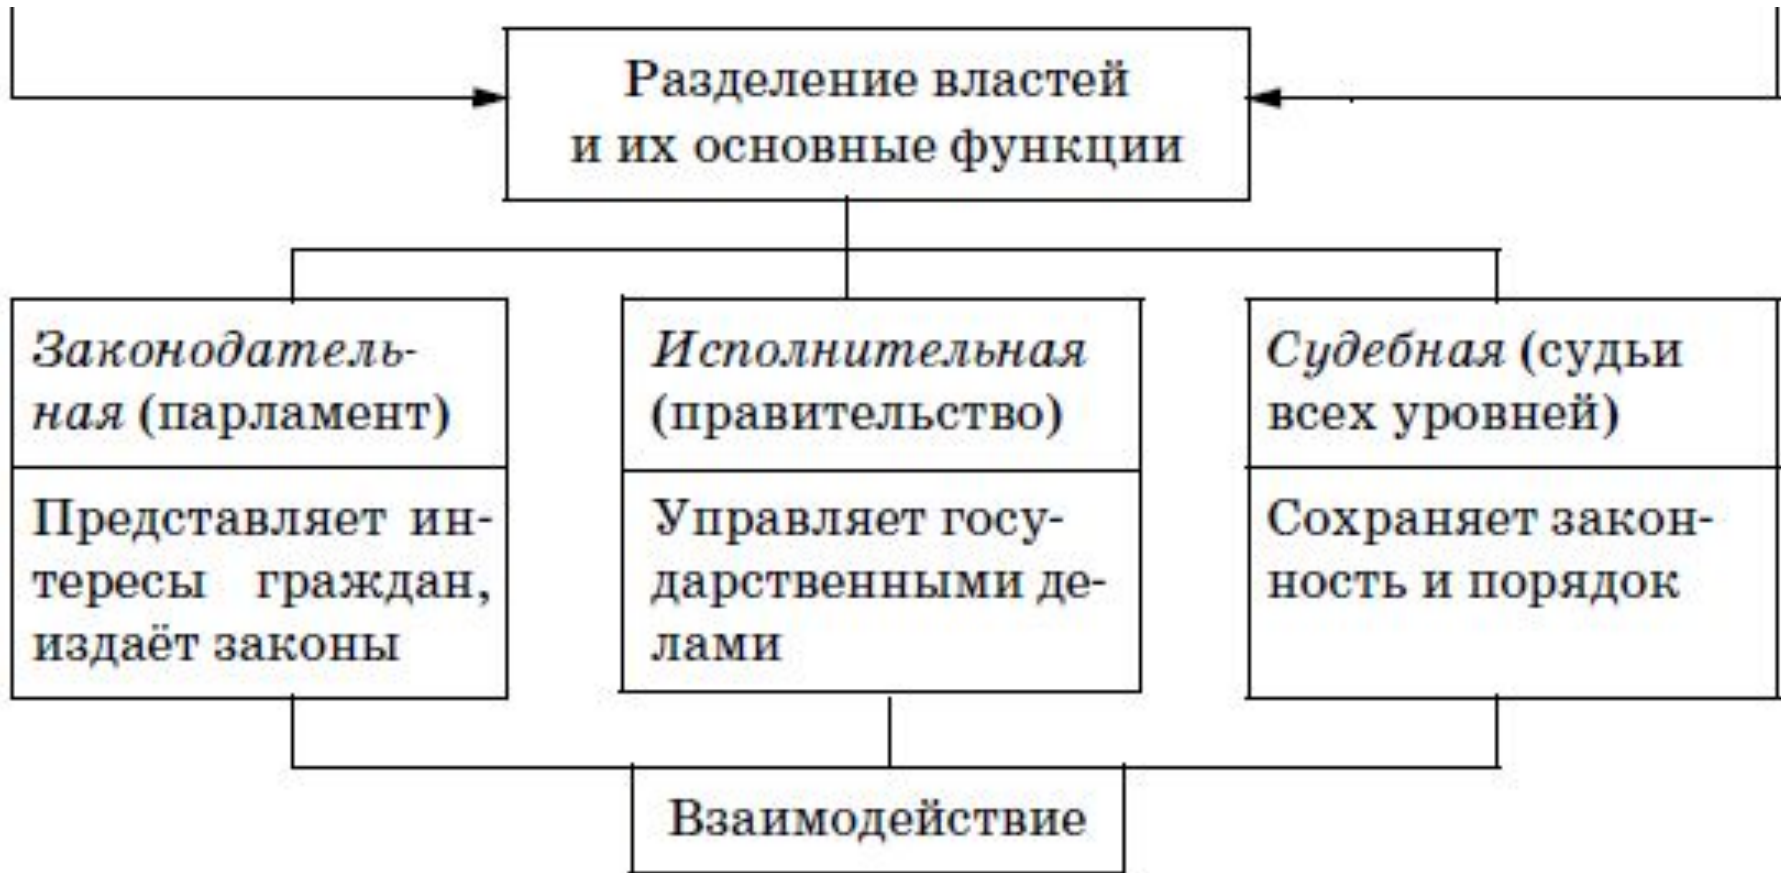 Разделение властей
и их основные функции
Законодатель-
ная (парламент)
Представляет ин-
тересы граждан,
издаёт законы
Исполнительная
(правительство)
Управляет госу-
дарственными де-
лами
Судебная (судьи
всех уровней)
Сохраняет закон-
ность и порядок
Взаимодействие